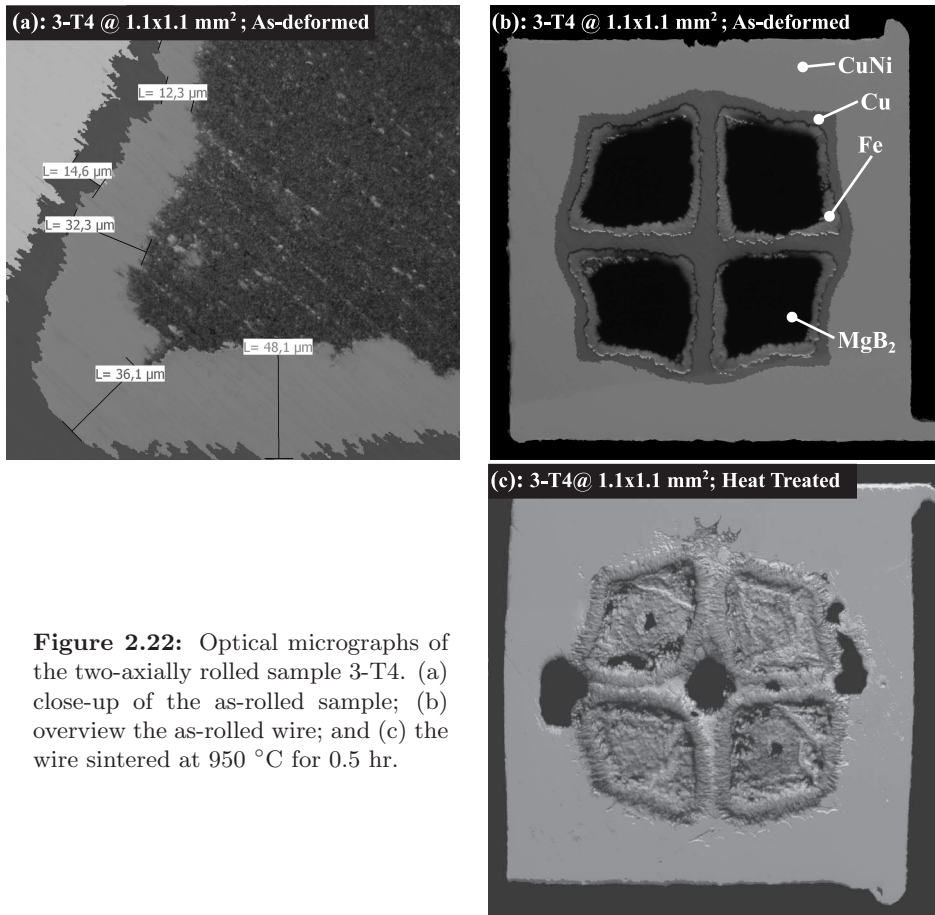 (a): 3-T4 @ 1.1x1.1 mm²; As-deformed
L= 12,3 µm
L= 14,6 µm
L= 32,3 µm
L= 48,1 µm
L= 36,1 µm
(b): 3-T4 @ 1.1x1.1 mm²; As-deformed
CuNi
Cu
Fe
MgB₂
(c): 3-T4@ 1.1x1.1 mm²; Heat Treated
Figure 2.22: Optical micrographs of
the two-axially rolled sample 3-T4. (a)
close-up of the as-rolled sample; (b)
overview the as-rolled wire; and (c) the
wire sintered at 950 °C for 0.5 hr.